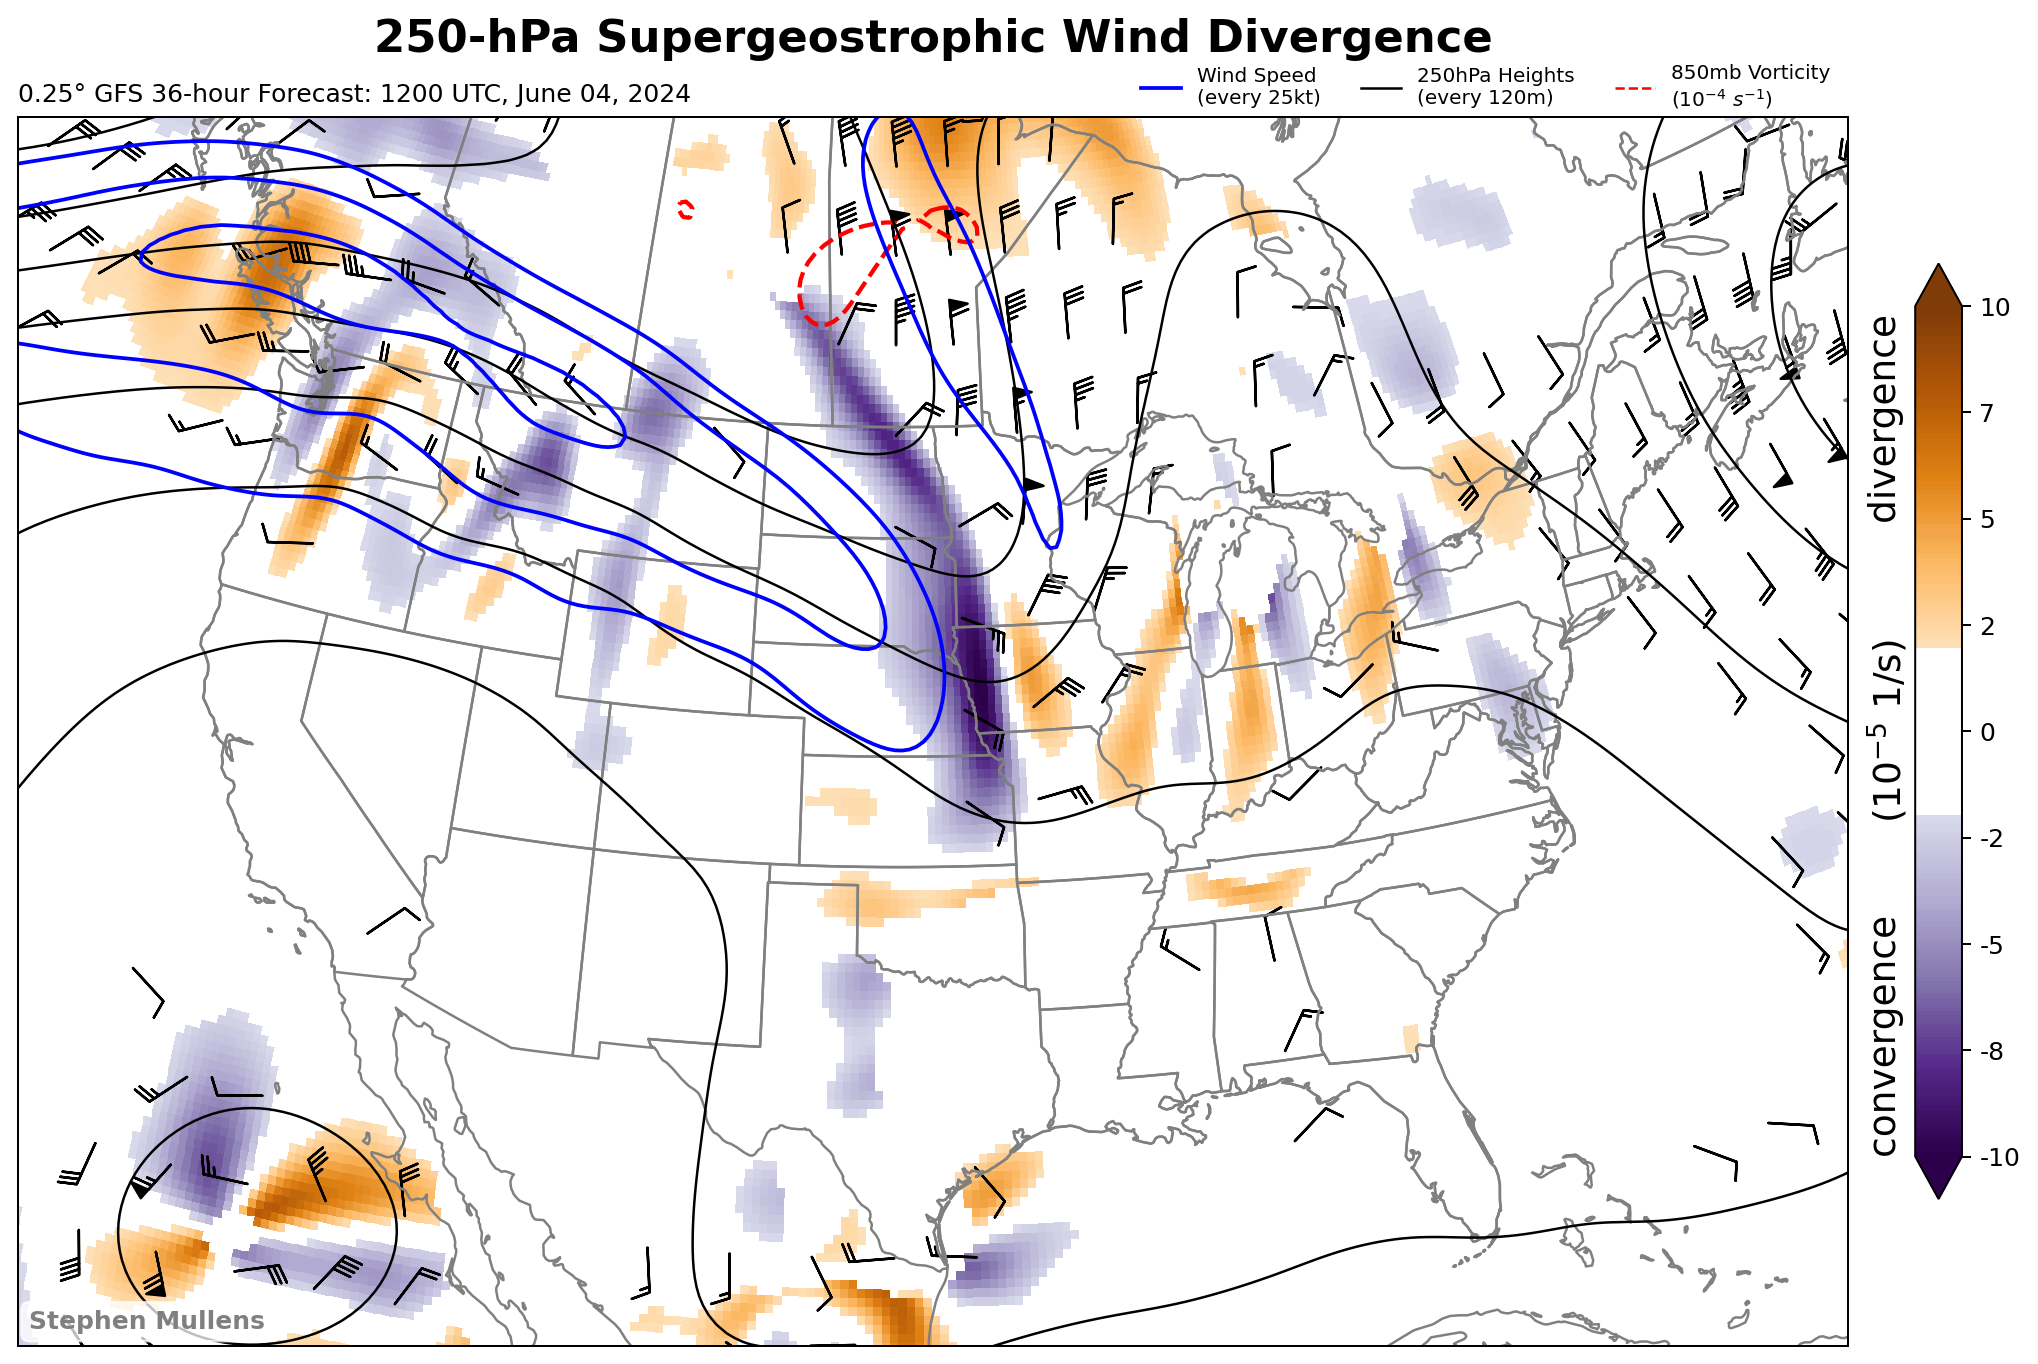 250-hPa Supergeostrophic Wind Divergence
0.25° GFS 36-hour Forecast: 1200 UTC, June 04, 2024
Wind Speed
(every 25kt)
250hPa Heights
(every 120m)
850mb Vorticity
(10⁻⁴ s⁻¹)
10
7
5
2
0
-2
-5
-8
-10
convergence (10⁻⁵ 1/s) divergence
Stephen Mullens